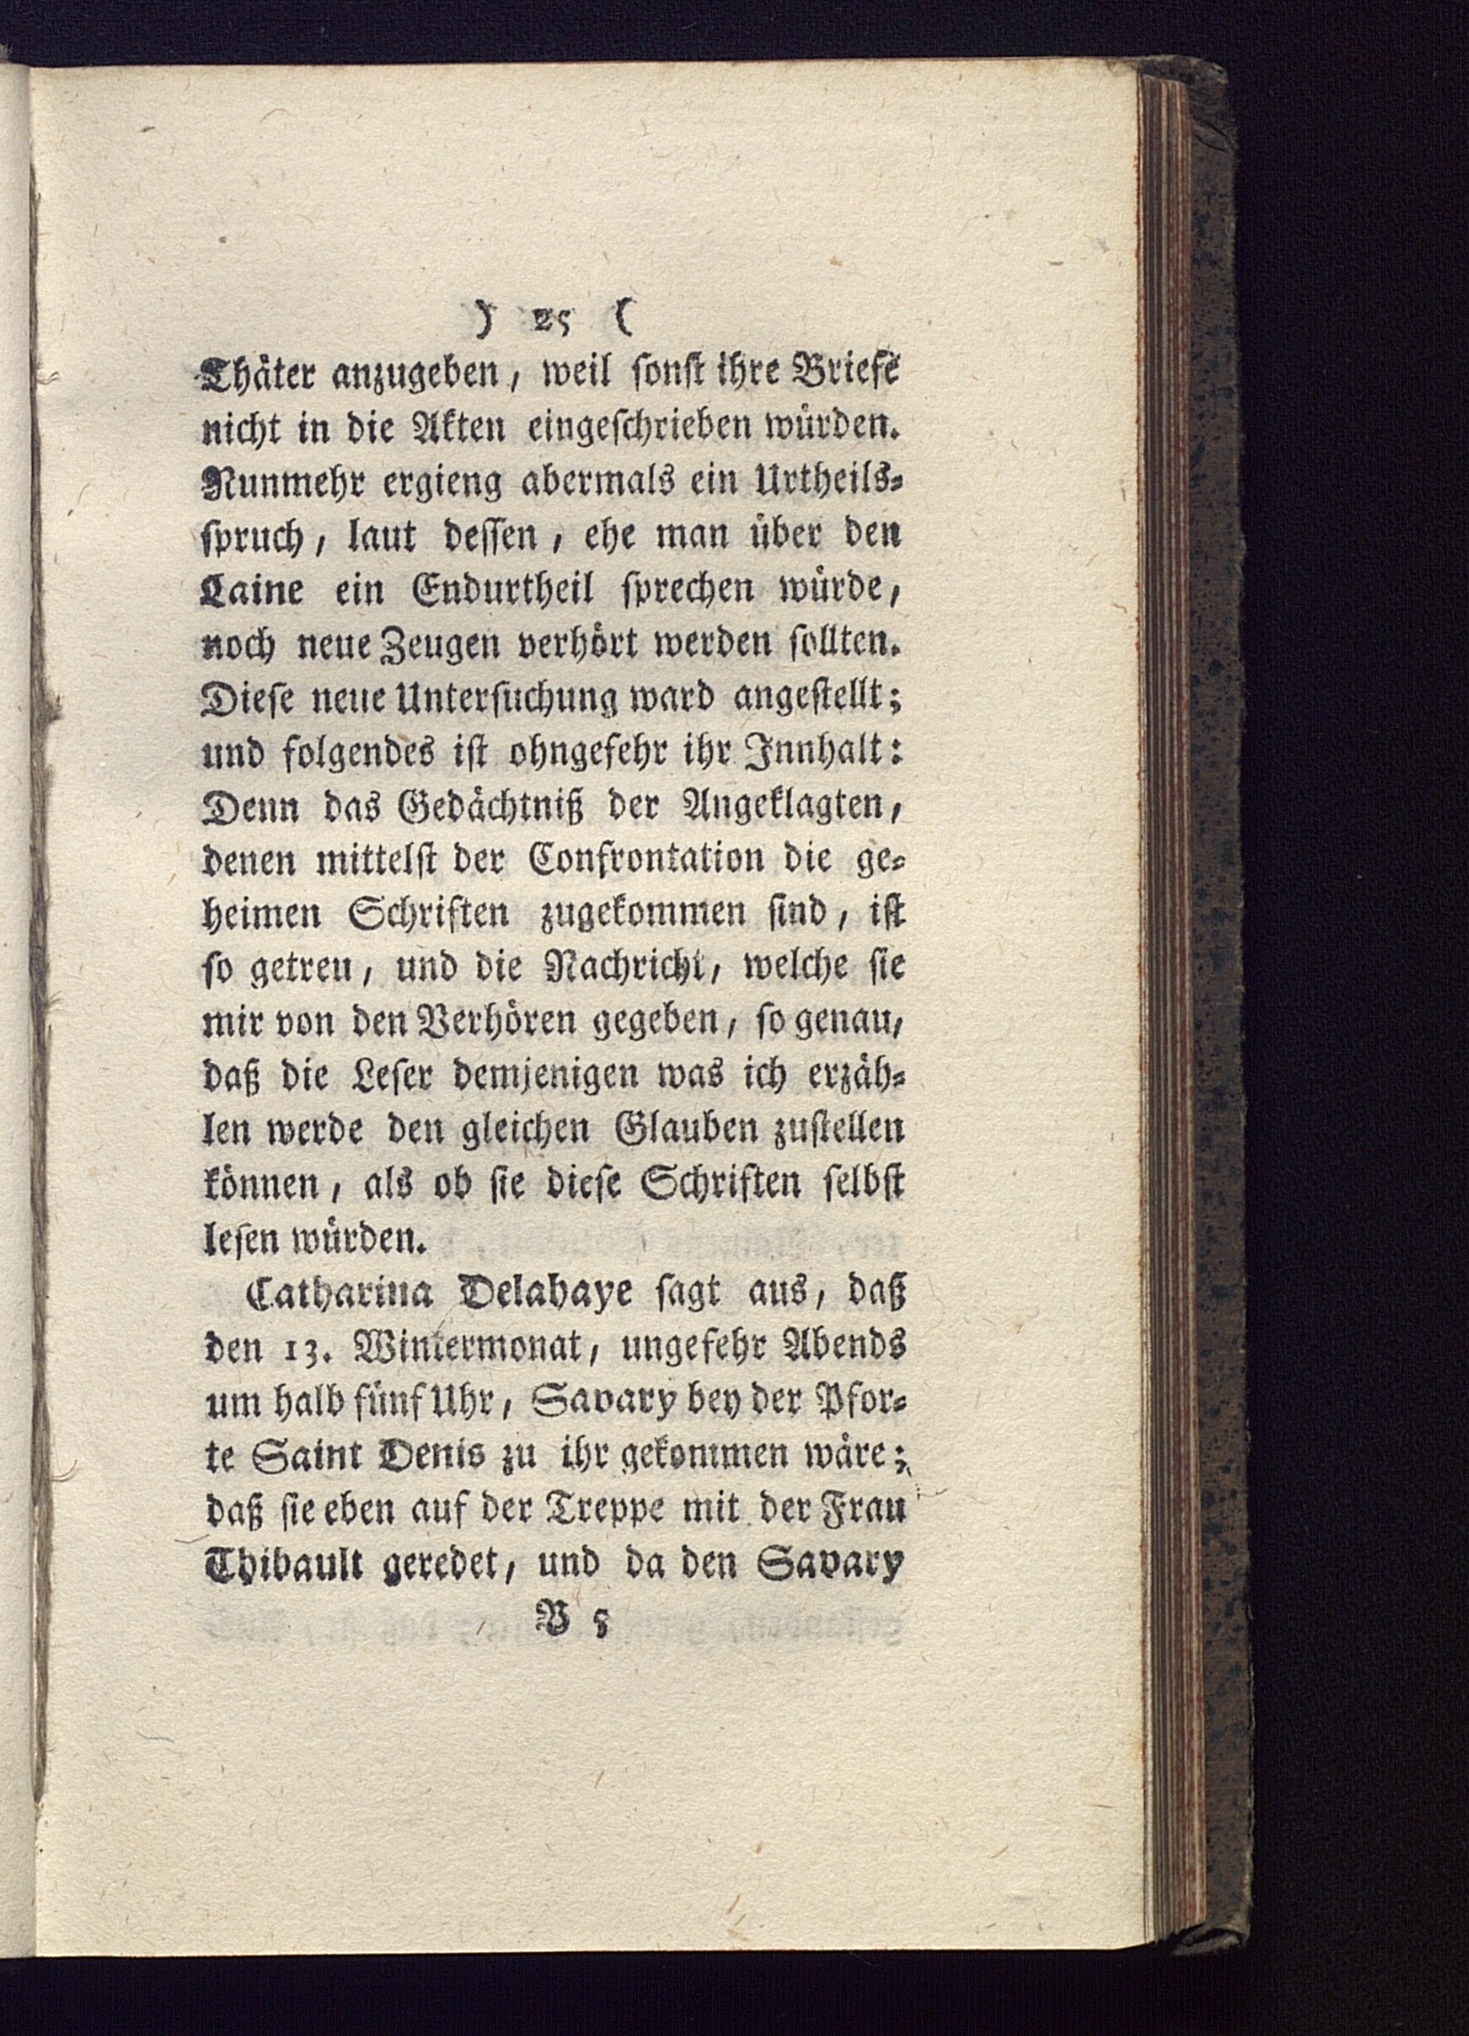 ) 25 (
Thäter anzugeben, weil ſonſt ihre Briefe
nicht in die Akten eingeſchrieben würden.
Nunmehr ergieng abermals ein Urtheils⸗
ſpruch, laut deſſen, ehe man über den
Laine ein Endurtheil ſprechen würde,
noch neue Zeugen verhört werden ſollten.
Dieſe neue Unterſuchung ward angeſtellt;
und folgendes iſt ohngefehr ihr Innhalt:
Denn das Gedächtniß der Angeklagten,
denen mittelſt der Confrontation die ge⸗
heimen Schriften zugekommen ſind, iſt
ſo getreu, und die Nachricht, welche ſie
mir von den Verhören gegeben, ſo genau,
daß die Leſer demjenigen was ich erzäh⸗
len werde den gleichen Glauben zuſtellen
können, als ob ſie dieſe Schriften ſelbſt
leſen würden.
Catharina Delahaye ſagt aus, daß
den 13. Wintermonat, ungefehr Abends
um halb fünf Uhr, Savary bey der Pfor⸗
te Saint Denis zu ihr gekommen wäre;
daß ſie eben auf der Treppe mit der Frau
Thibault geredet, und da den Savary
B 5